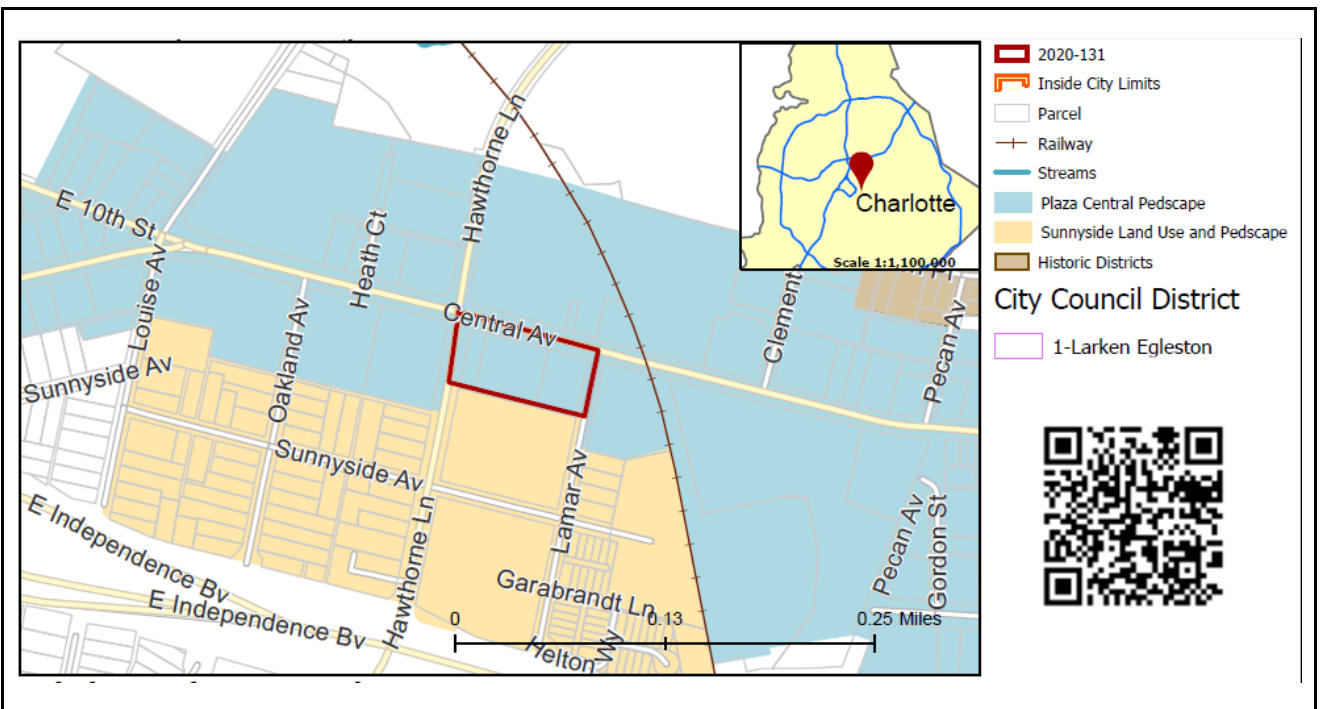 2020-131
Inside City Limits
Parcel
Railway
Streams
Plaza Central Pedscape
Sunnyside Land Use and Pedscape
Historic Districts
City Council District
1-Larken Egleston
Charlotte
Scale 1:1,100,000
E 10th St
Louise Av
Heath Ct
Hawthorne Ln
Central Av
Oakland Av
Clement
Pecan Av
Sunnyside Av
Sunnyside Av
Hawthorne Ln
Lamar Av
Pecan Av
Gordon St
E Independence Bv
E Independence Bv
Garabrandt Ln
Helton Wy
0 0.13 0.25 Miles